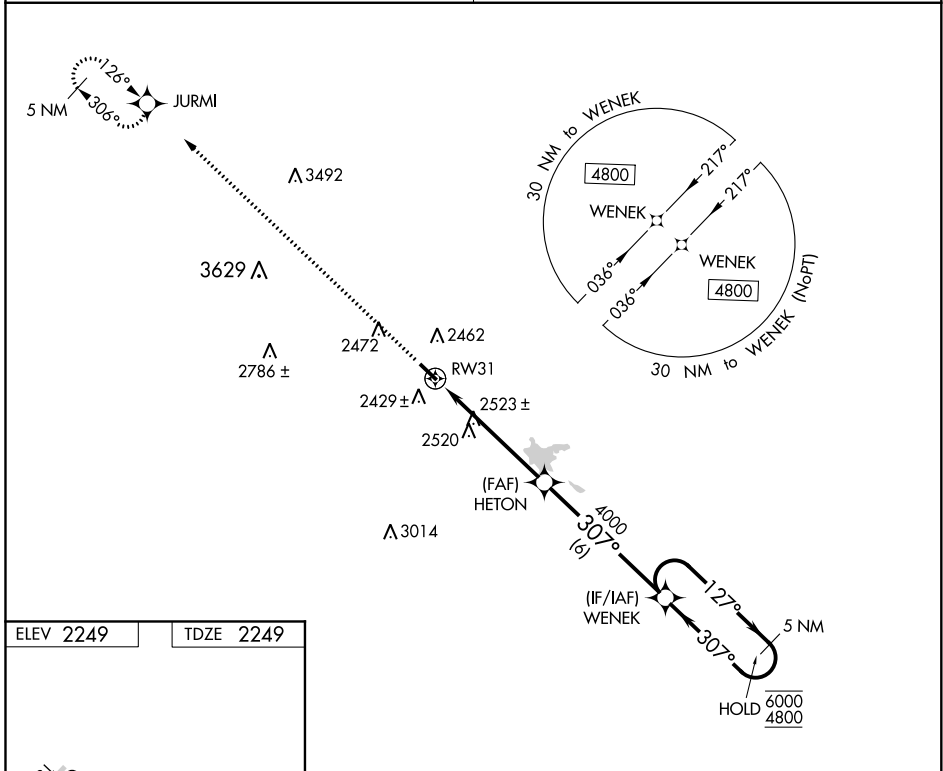 126°
306°
5 NM
JURMI
3492
3629
2472
2462
2786 ±
RW31
2429 ±
2523 ±
2520
(FAF)
HETON
3014
4000
307°
(6)
(IF/IAF)
WENEK
127°
307°
5 NM
HOLD 6000
4800
30 NM to WENEK
4800
217°
WENEK
036°
217°
WENEK
4800
036°
30 NM to WENEK (NoPT)
ELEV 2249
TDZE 2249